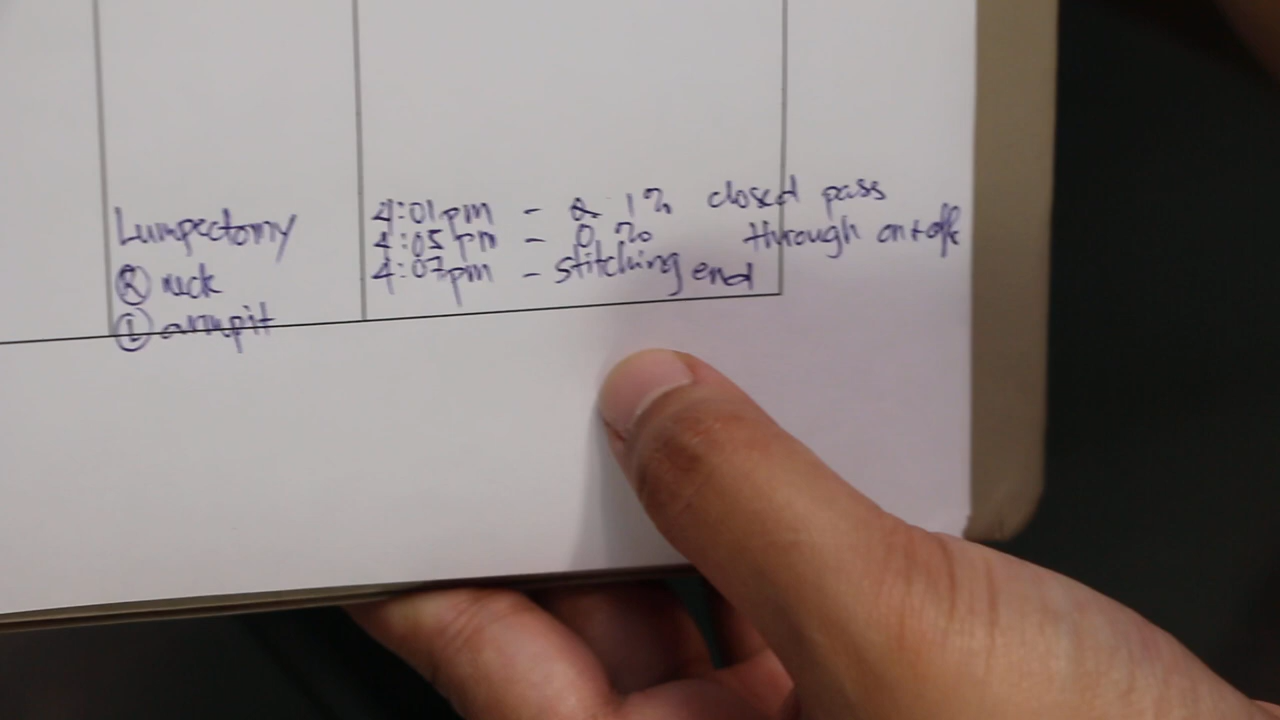 Lumpectomy
Ⓡ neck
Ⓛ armpit
4:01pm - 1% closed pass
4:05 pm - 0% through on+off
4:07pm - stitching end